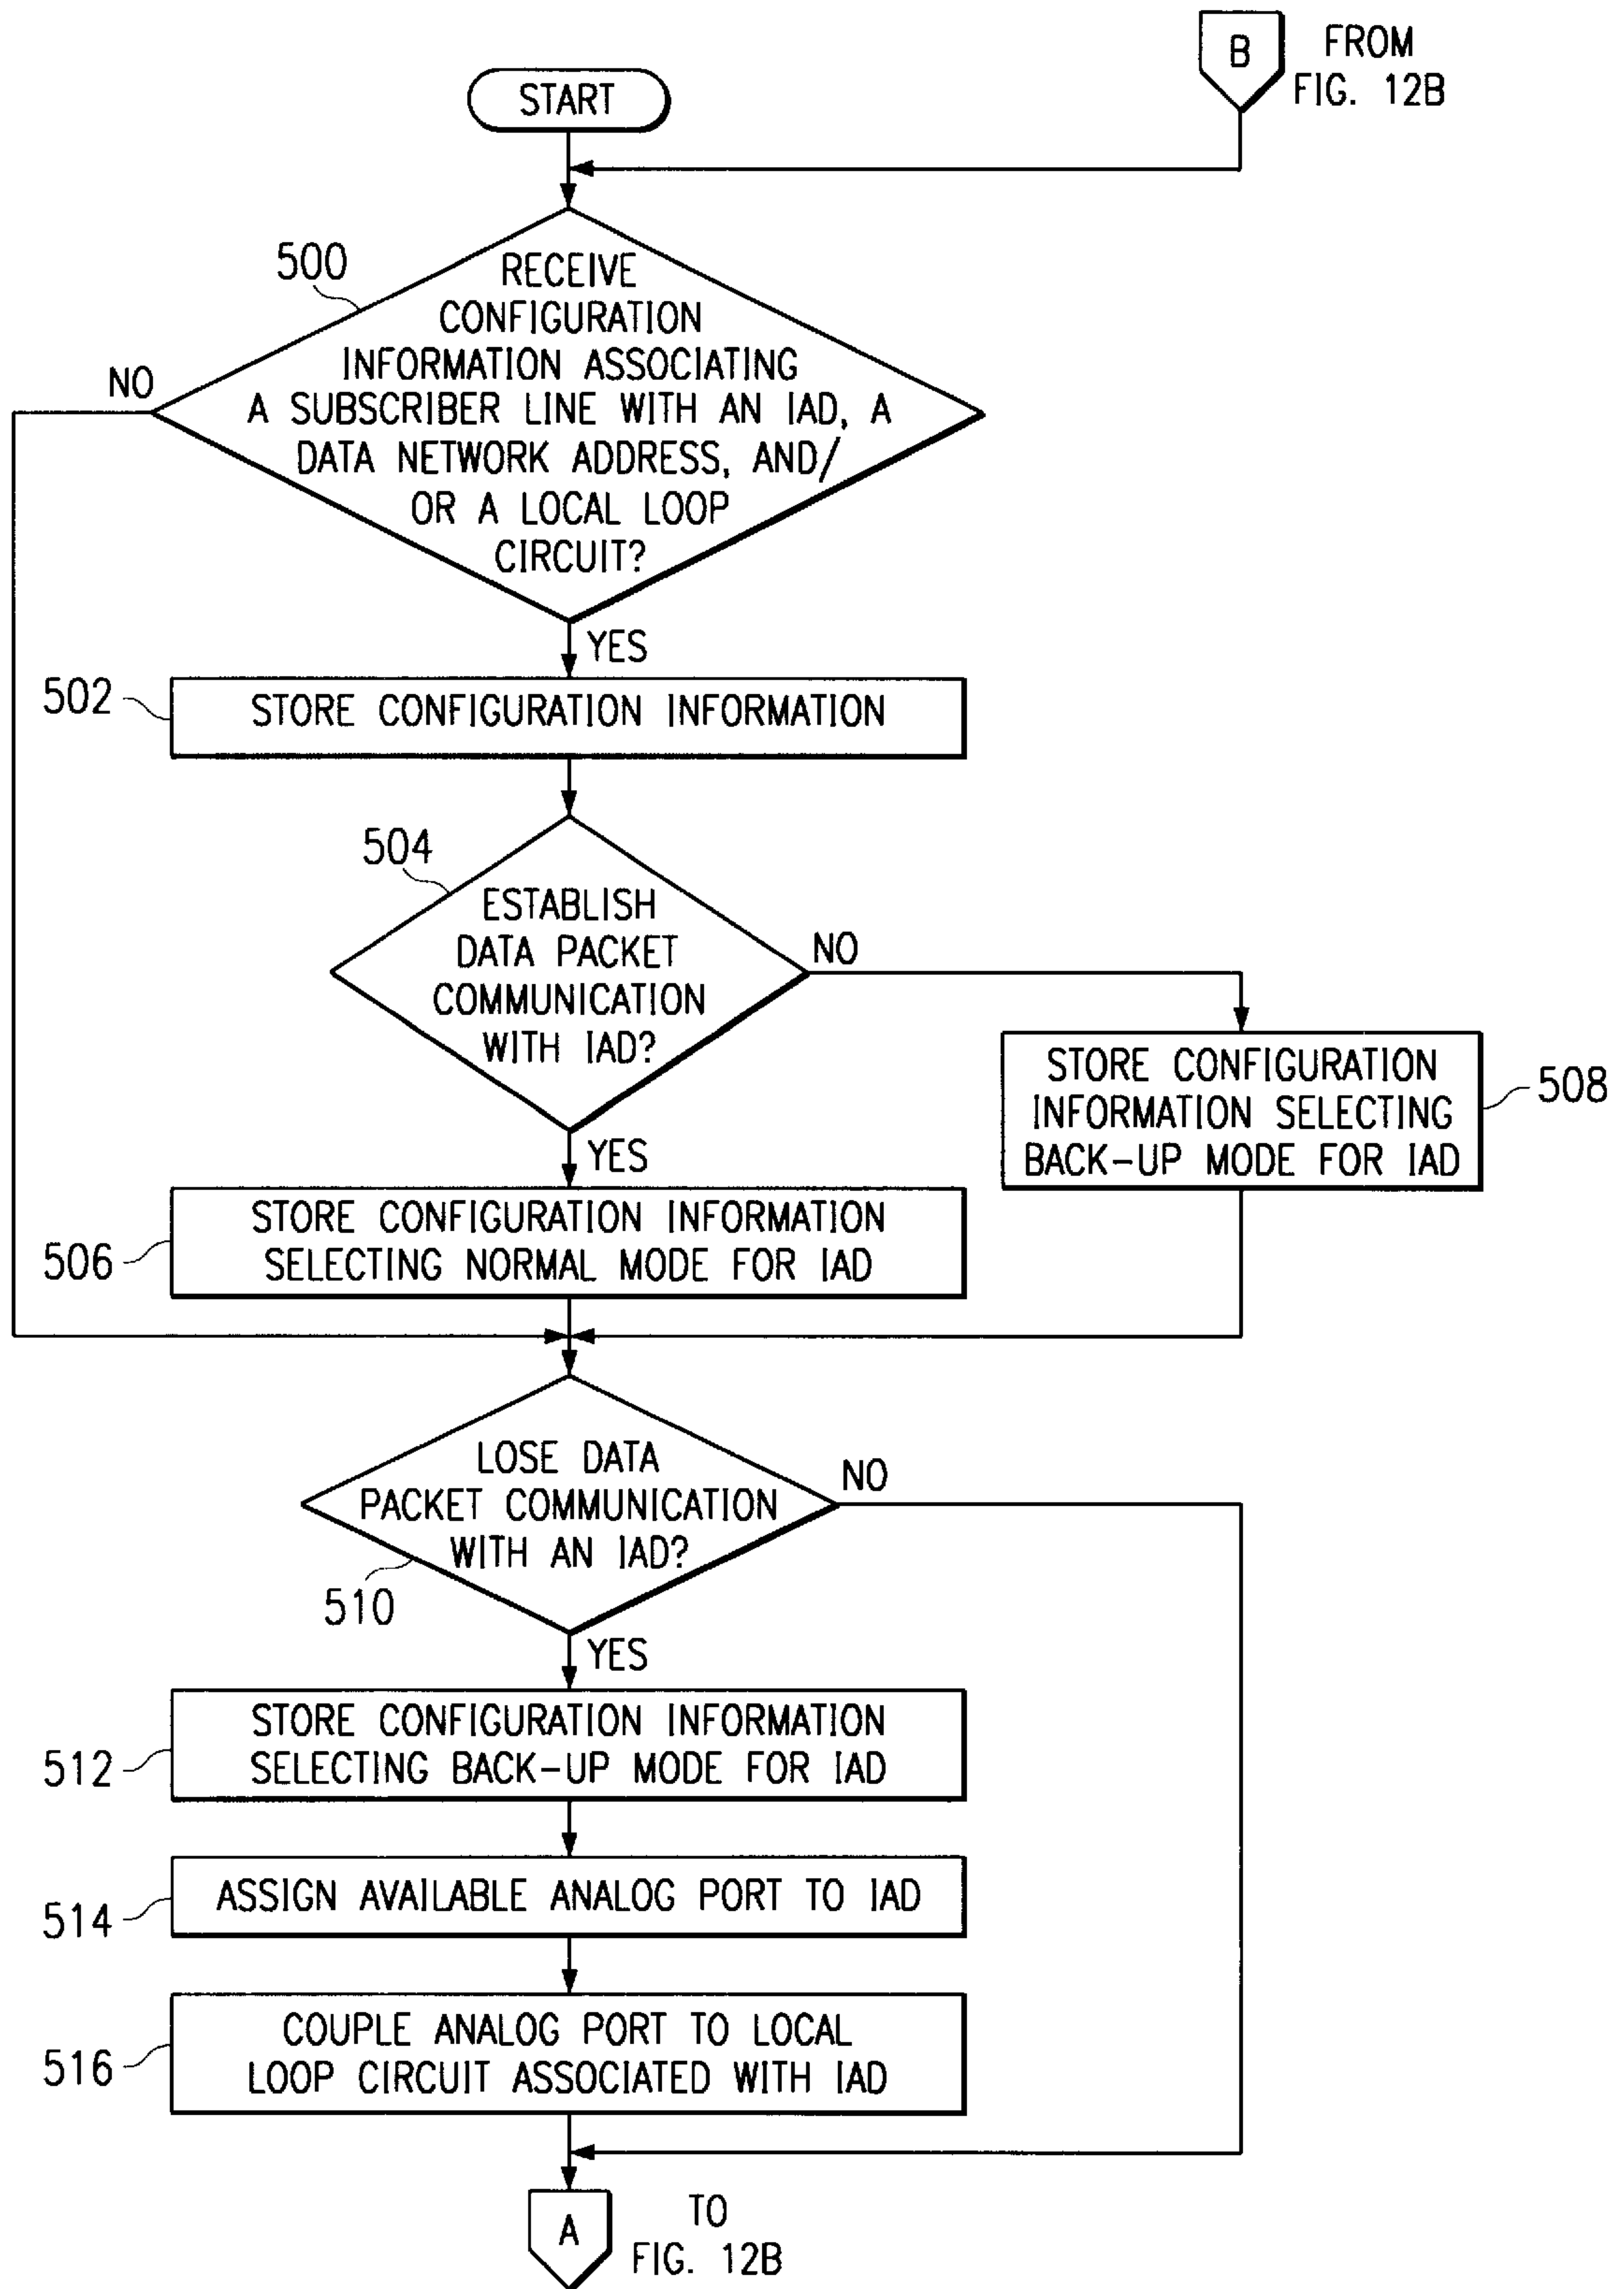 B
FROM
FIG. 12B
START
500
RECEIVE
CONFIGURATION
INFORMATION ASSOCIATING
A SUBSCRIBER LINE WITH AN IAD, A
DATA NETWORK ADDRESS, AND/
OR A LOCAL LOOP
CIRCUIT?
NO
YES
502
STORE CONFIGURATION INFORMATION
504
ESTABLISH
DATA PACKET
COMMUNICATION
WITH IAD?
NO
YES
STORE CONFIGURATION
INFORMATION SELECTING
BACK-UP MODE FOR IAD
508
506
STORE CONFIGURATION INFORMATION
SELECTING NORMAL MODE FOR IAD
LOSE DATA
PACKET COMMUNICATION
WITH AN IAD?
NO
510
YES
512
STORE CONFIGURATION INFORMATION
SELECTING BACK-UP MODE FOR IAD
514
ASSIGN AVAILABLE ANALOG PORT TO IAD
516
COUPLE ANALOG PORT TO LOCAL
LOOP CIRCUIT ASSOCIATED WITH IAD
A
TO
FIG. 12B